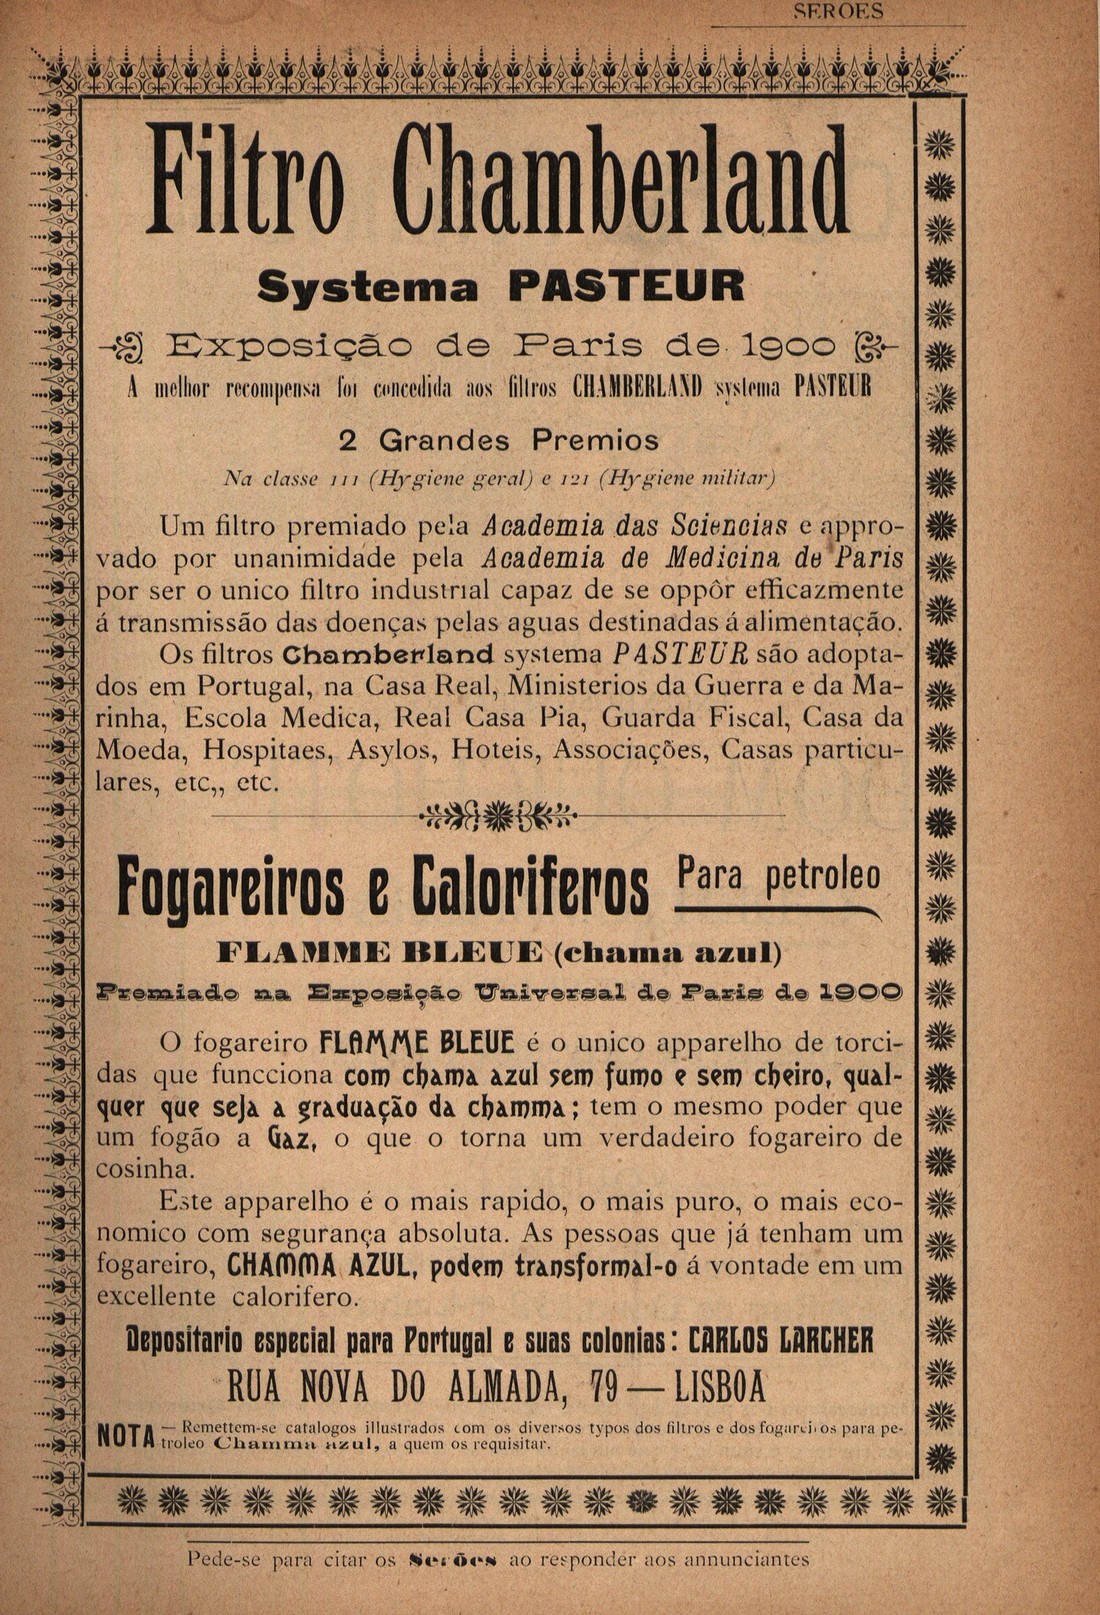 SEROES
Filtro Chamberland
Systema PASTEUR
Exposição de Paris de 1900
A melhor recompensa foi concedida aos filtros CHAMBERLAND systema PASTEUR
2 Grandes Premios
Na classe 111 (Hygiene geral) e 121 (Hygiene militar)
Um filtro premiado pela Academia das Sciencias e appro-
vado por unanimidade pela Academia de Medicina de Paris
por ser o unico filtro industrial capaz de se oppôr efficazmente
á transmissão das doenças pelas aguas destinadas á alimentação.
Os filtros Chamberland systema PASTEUR são adopta-
dos em Portugal, na Casa Real, Ministerios da Guerra e da Ma-
rinha, Escola Medica, Real Casa Pia, Guarda Fiscal, Casa da
Moeda, Hospitaes, Asylos, Hoteis, Associações, Casas particu-
lares, etc,, etc.
Fogareiros e Caloriferos Para petroleo
FLAMME BLEUE (chama azul)
Premiado na Exposição Universal de Paris de 1900
O fogareiro FLAMME BLEUE é o unico apparelho de torci-
das que funcciona com chama azul sem fumo e sem cheiro, qual-
quer que seja a graduação da chamma; tem o mesmo poder que
um fogão a Gaz, o que o torna um verdadeiro fogareiro de
cosinha.
Este apparelho é o mais rapido, o mais puro, o mais eco-
nomico com segurança absoluta. As pessoas que já tenham um
fogareiro, CHAMMA AZUL, podem transformal-o á vontade em um
excellente calorifero.
Depositario especial para Portugal e suas colonias: CARLOS LARCHER
RUA NOVA DO ALMADA, 79 — LISBOA
NOTA — Remettem-se catalogos illustrados com os diversos typos dos filtros e dos fogareiros para pe-
troleo Chamma azul, a quem os requisitar.
Pede-se para citar os Serões ao responder aos annunciantes